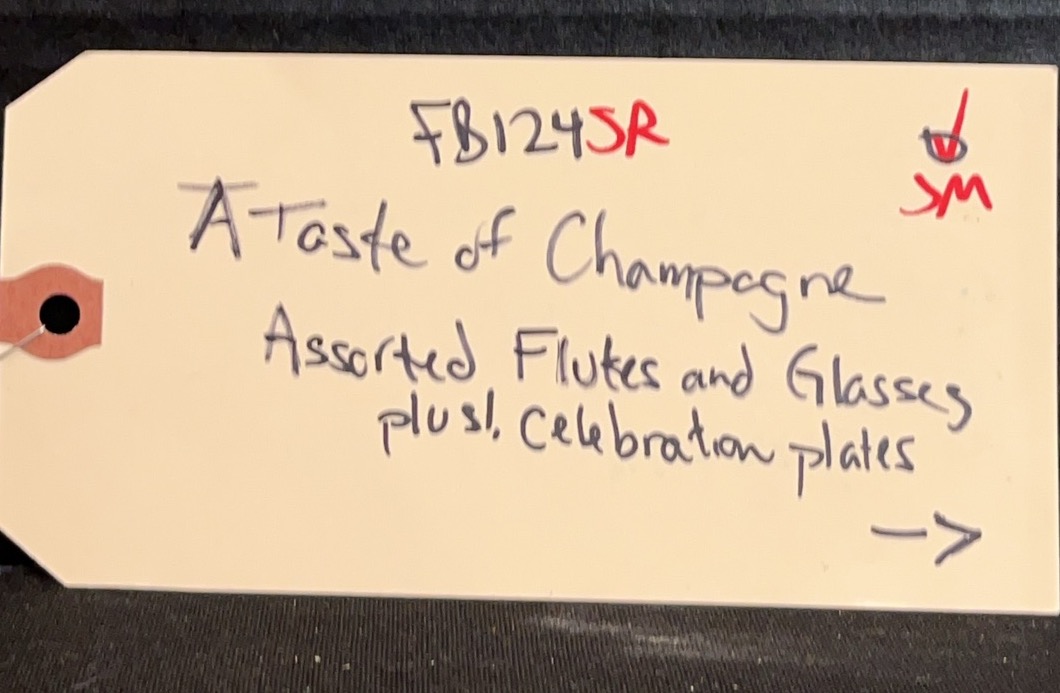 FB124SR
SM
A Taste of Champagne
Assorted Flutes and Glasses
plus! Celebration plates
->